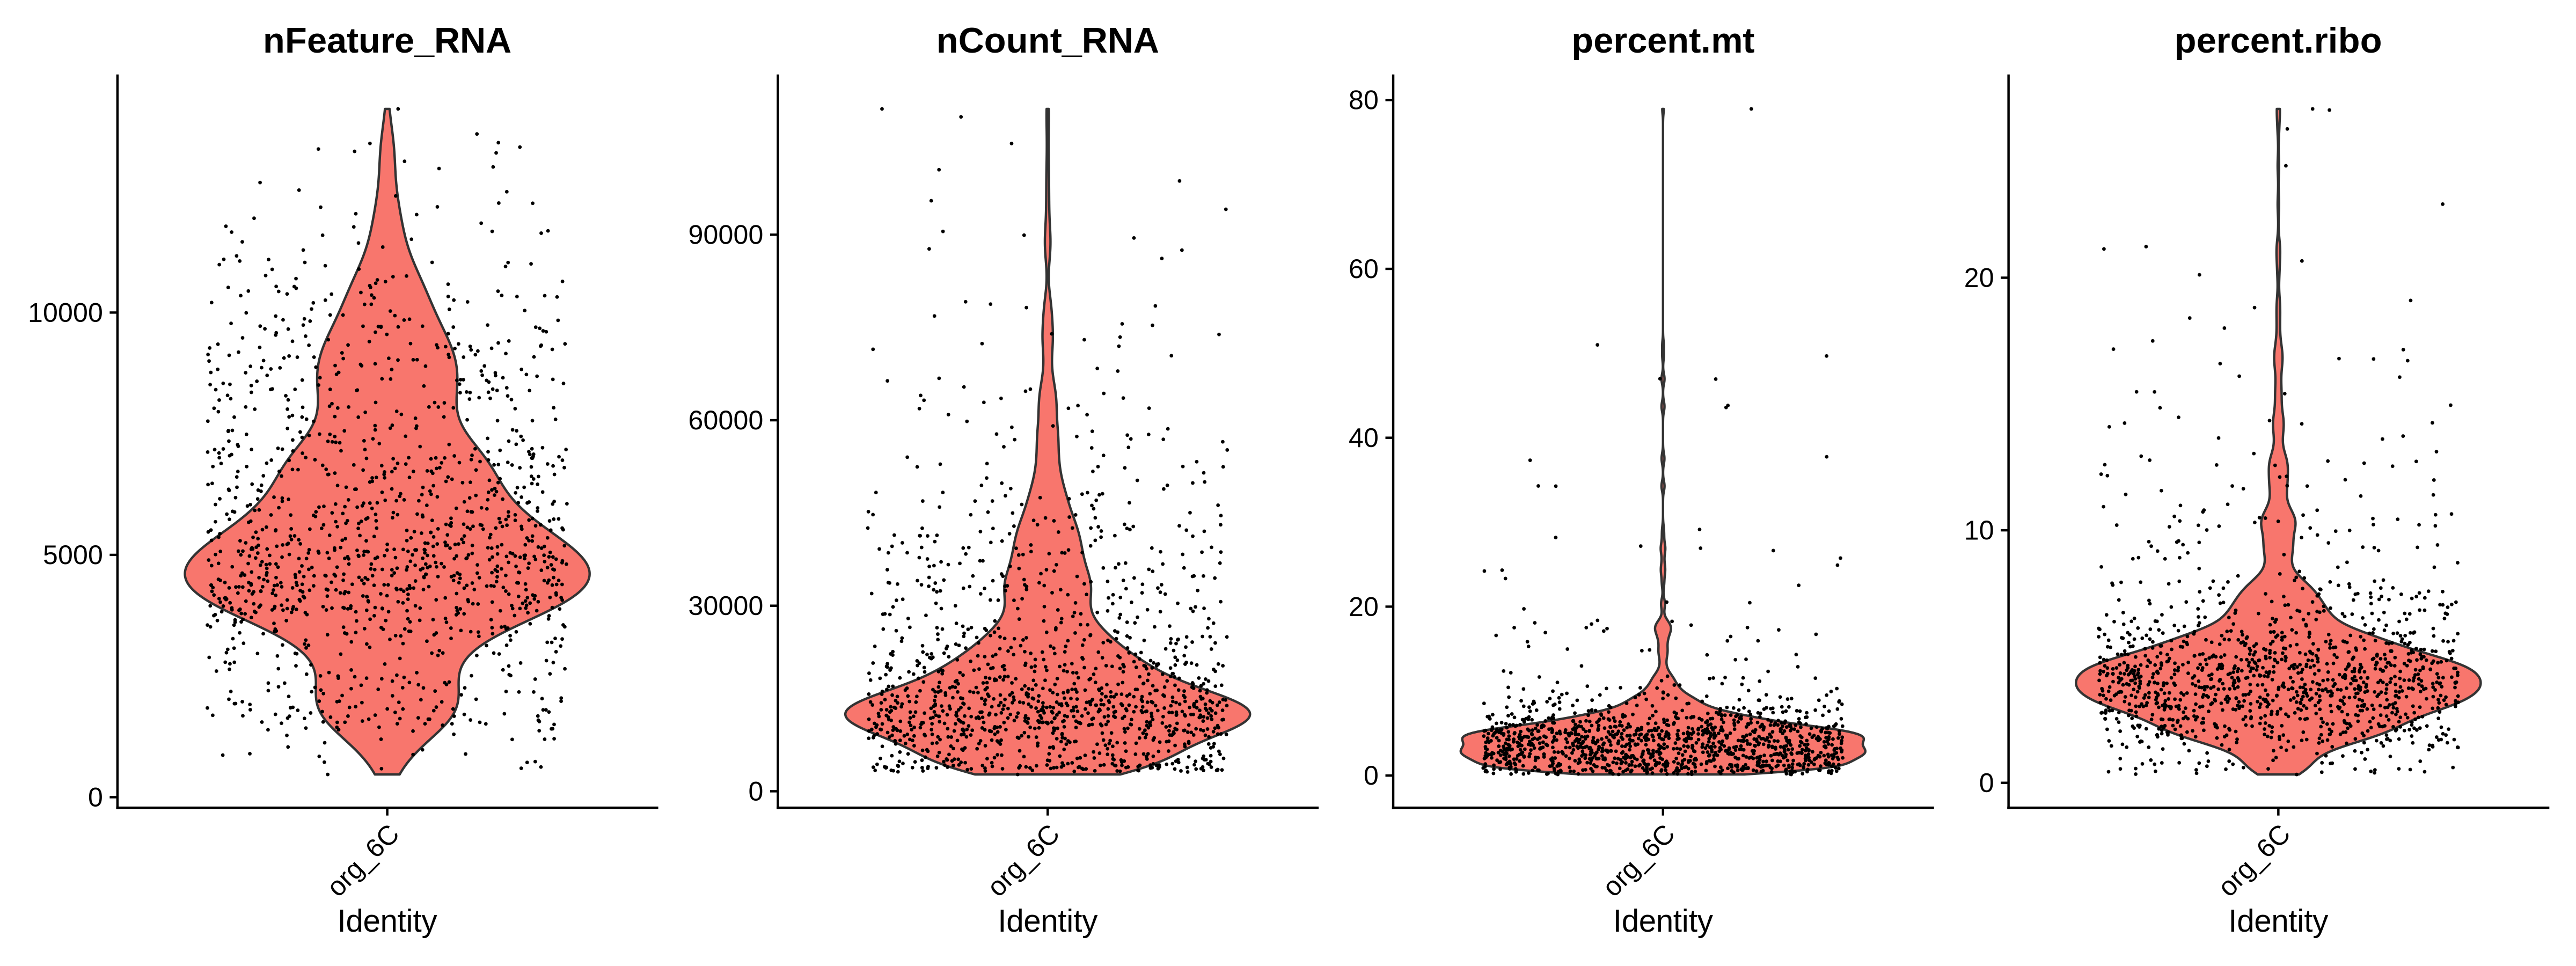 nFeature_RNA
10000
5000
0
org_6C
Identity
nCount_RNA
90000
60000
30000
0
org_6C
Identity
percent.mt
80
60
40
20
0
org_6C
Identity
percent.ribo
20
10
0
org_6C
Identity